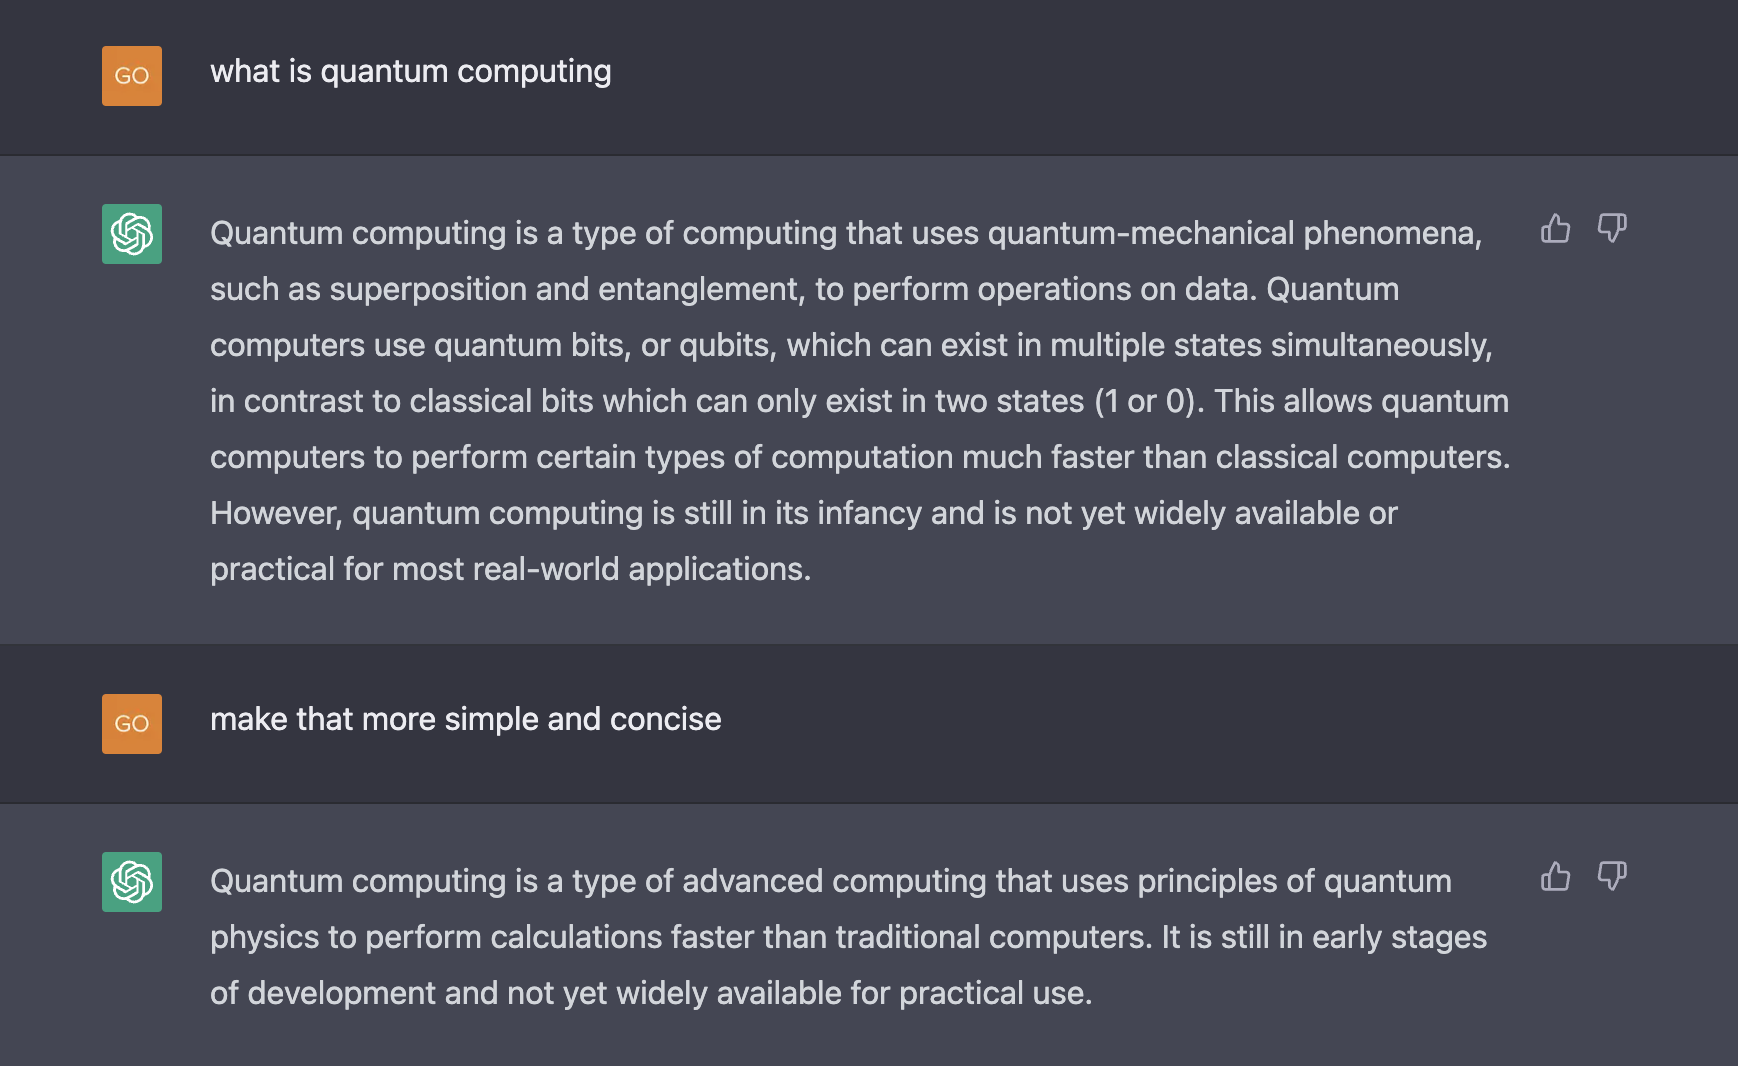 GO
what is quantum computing
Quantum computing is a type of computing that uses quantum-mechanical phenomena,
such as superposition and entanglement, to perform operations on data. Quantum
computers use quantum bits, or qubits, which can exist in multiple states simultaneously,
in contrast to classical bits which can only exist in two states (1 or 0). This allows quantum
computers to perform certain types of computation much faster than classical computers.
However, quantum computing is still in its infancy and is not yet widely available or
practical for most real-world applications.
GO
make that more simple and concise
Quantum computing is a type of advanced computing that uses principles of quantum
physics to perform calculations faster than traditional computers. It is still in early stages
of development and not yet widely available for practical use.